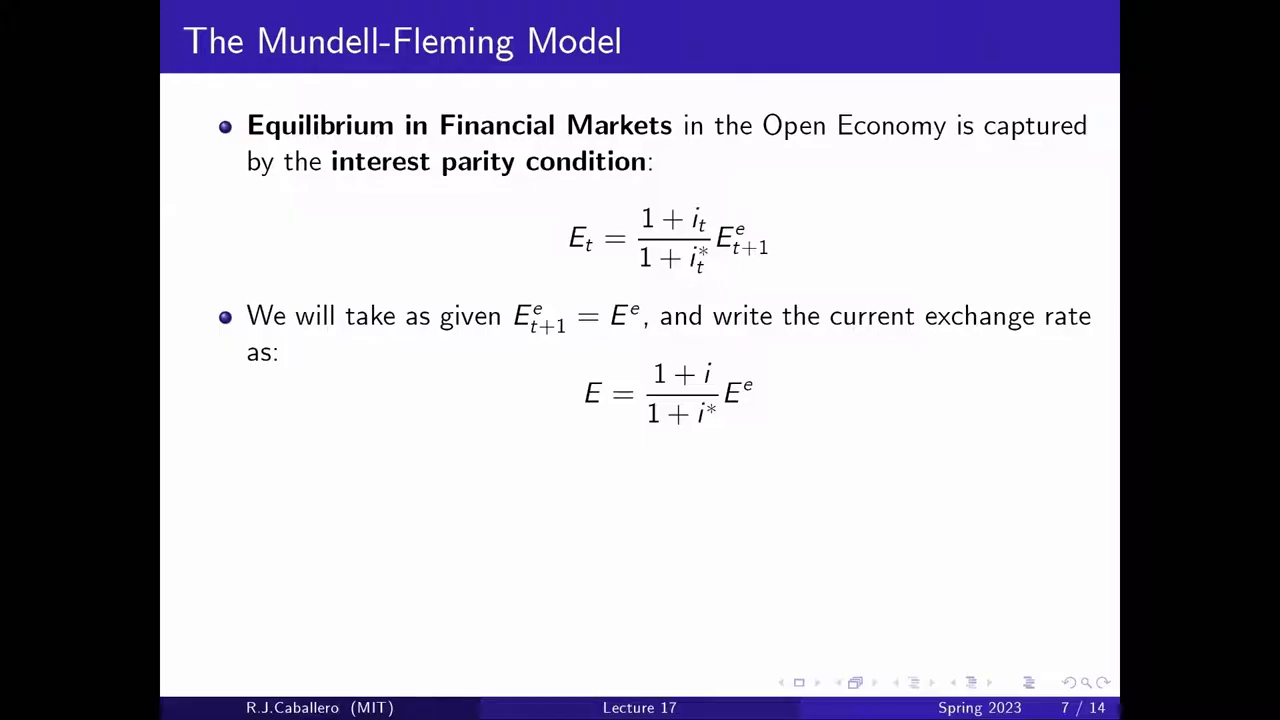 The Mundell-Fleming Model
Equilibrium in Financial Markets in the Open Economy is captured
by the interest parity condition:
E_t = \frac{1 + i_t}{1 + i_t^*} E_{t+1}^e
We will take as given E_{t+1}^e = E^e, and write the current exchange rate
as:
E = \frac{1 + i}{1 + i^*} E^e
R.J.Caballero (MIT) Lecture 17 Spring 2023 7 / 14